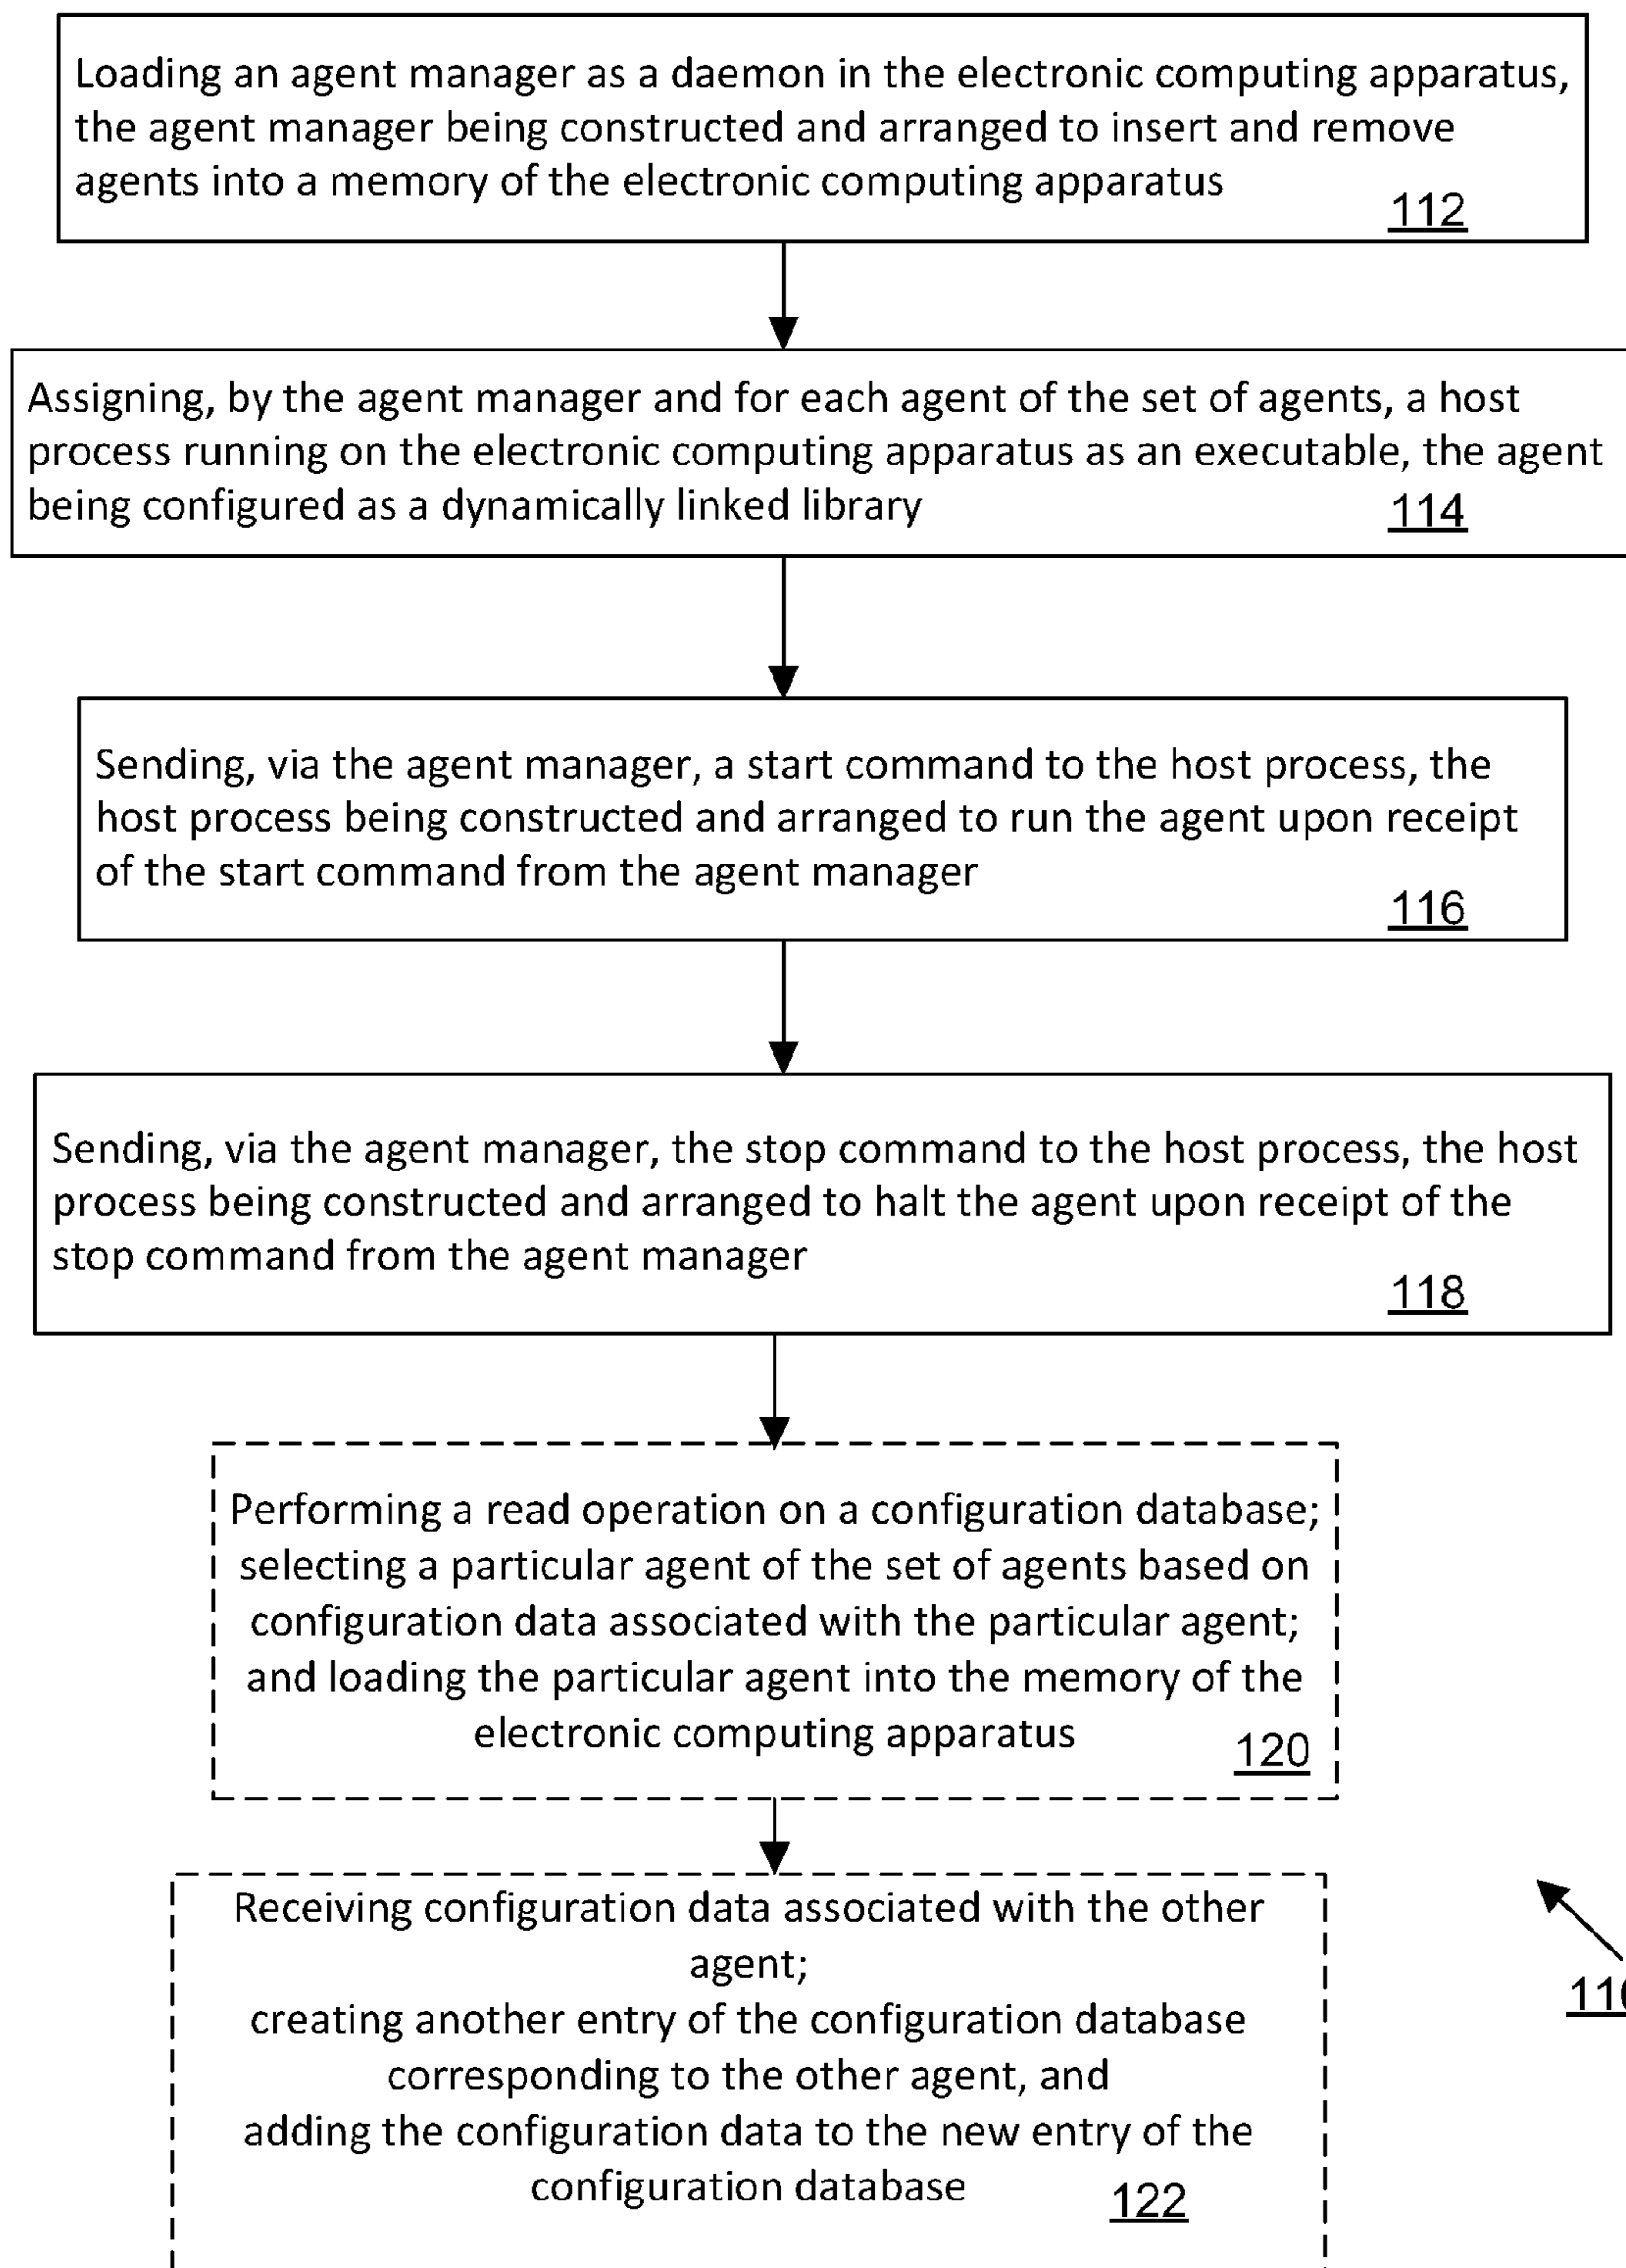 Loading an agent manager as a daemon in the electronic computing apparatus,
the agent manager being constructed and arranged to insert and remove
agents into a memory of the electronic computing apparatus
112
Assigning, by the agent manager and for each agent of the set of agents, a host
process running on the electronic computing apparatus as an executable, the agent
being configured as a dynamically linked library
114
Sending, via the agent manager, a start command to the host process, the
host process being constructed and arranged to run the agent upon receipt
of the start command from the agent manager
116
Sending, via the agent manager, the stop command to the host process, the host
process being constructed and arranged to halt the agent upon receipt of the
stop command from the agent manager
118
Performing a read operation on a configuration database;
selecting a particular agent of the set of agents based on
configuration data associated with the particular agent;
and loading the particular agent into the memory of the
electronic computing apparatus
120
Receiving configuration data associated with the other
agent;
creating another entry of the configuration database
corresponding to the other agent, and
adding the configuration data to the new entry of the
configuration database
122